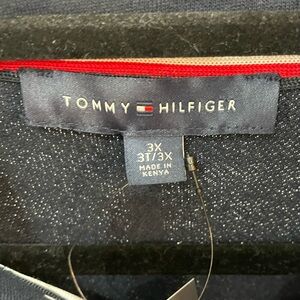 TOMMY HILFIGER
3X
3T/3X
MADE IN
KENYA